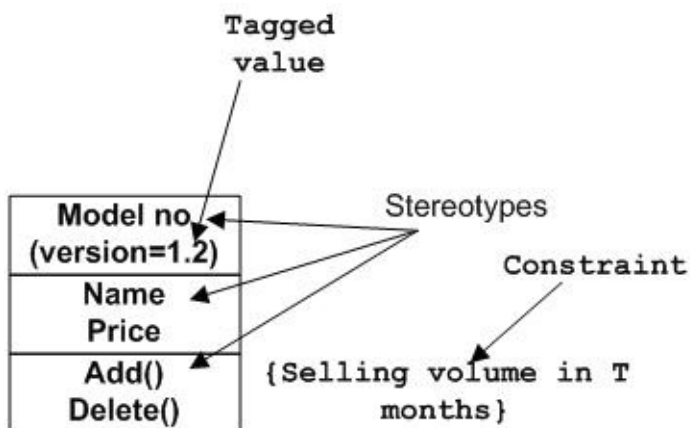 Tagged
value
Model no
(version=1.2)
Stereotypes
Constraint
Name
Price
Add()
Delete()
{Selling volume in T
months}